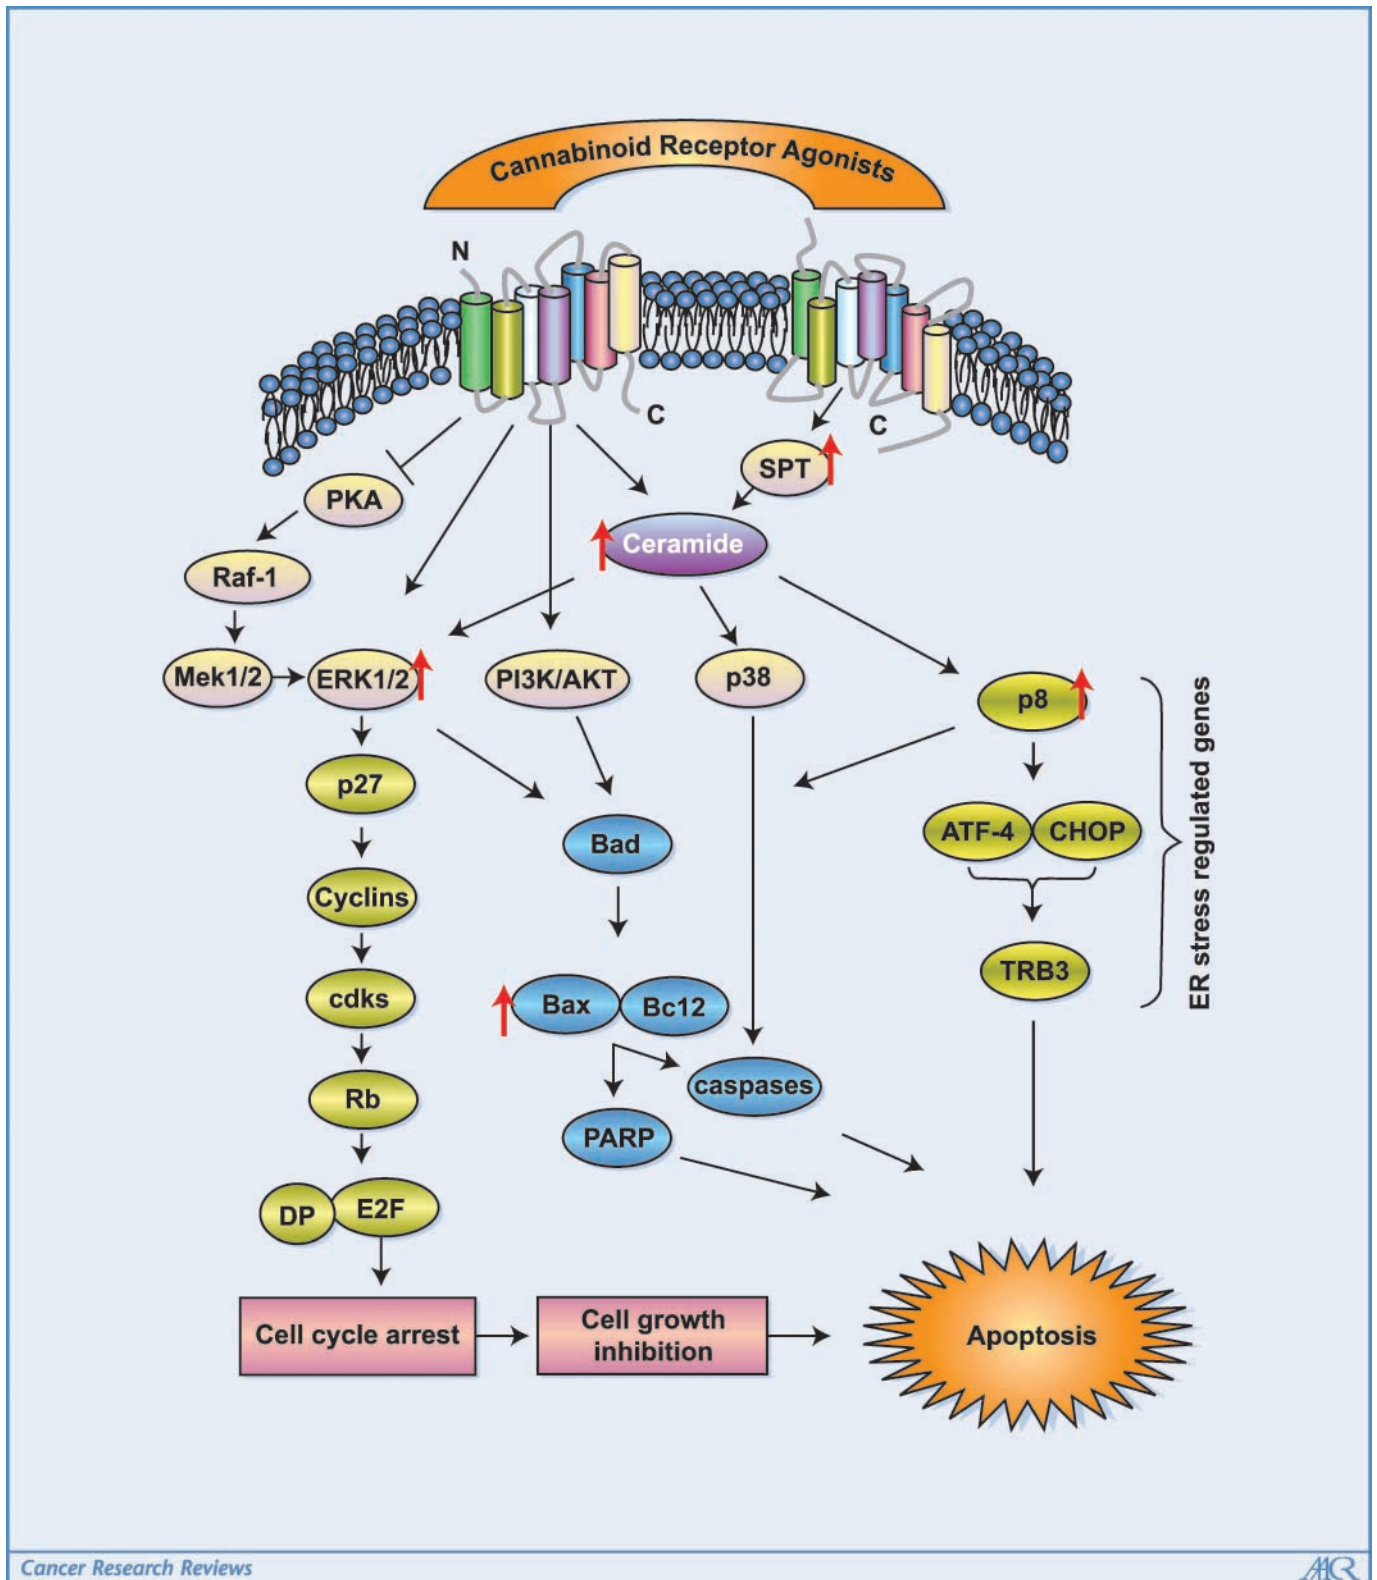 Cannabinoid Receptor Agonists
N
C
C
SPT
PKA
Ceramide
Raf-1
Mek1/2
ERK1/2
PI3K/AKT
p38
p8
ER stress regulated genes
p27
ATF-4
CHOP
Bad
Cyclins
TRB3
cdks
Bax
Bc12
caspases
Rb
PARP
DP
E2F
Cell cycle arrest
Cell growth
inhibition
Apoptosis
Cancer Research Reviews
AACR